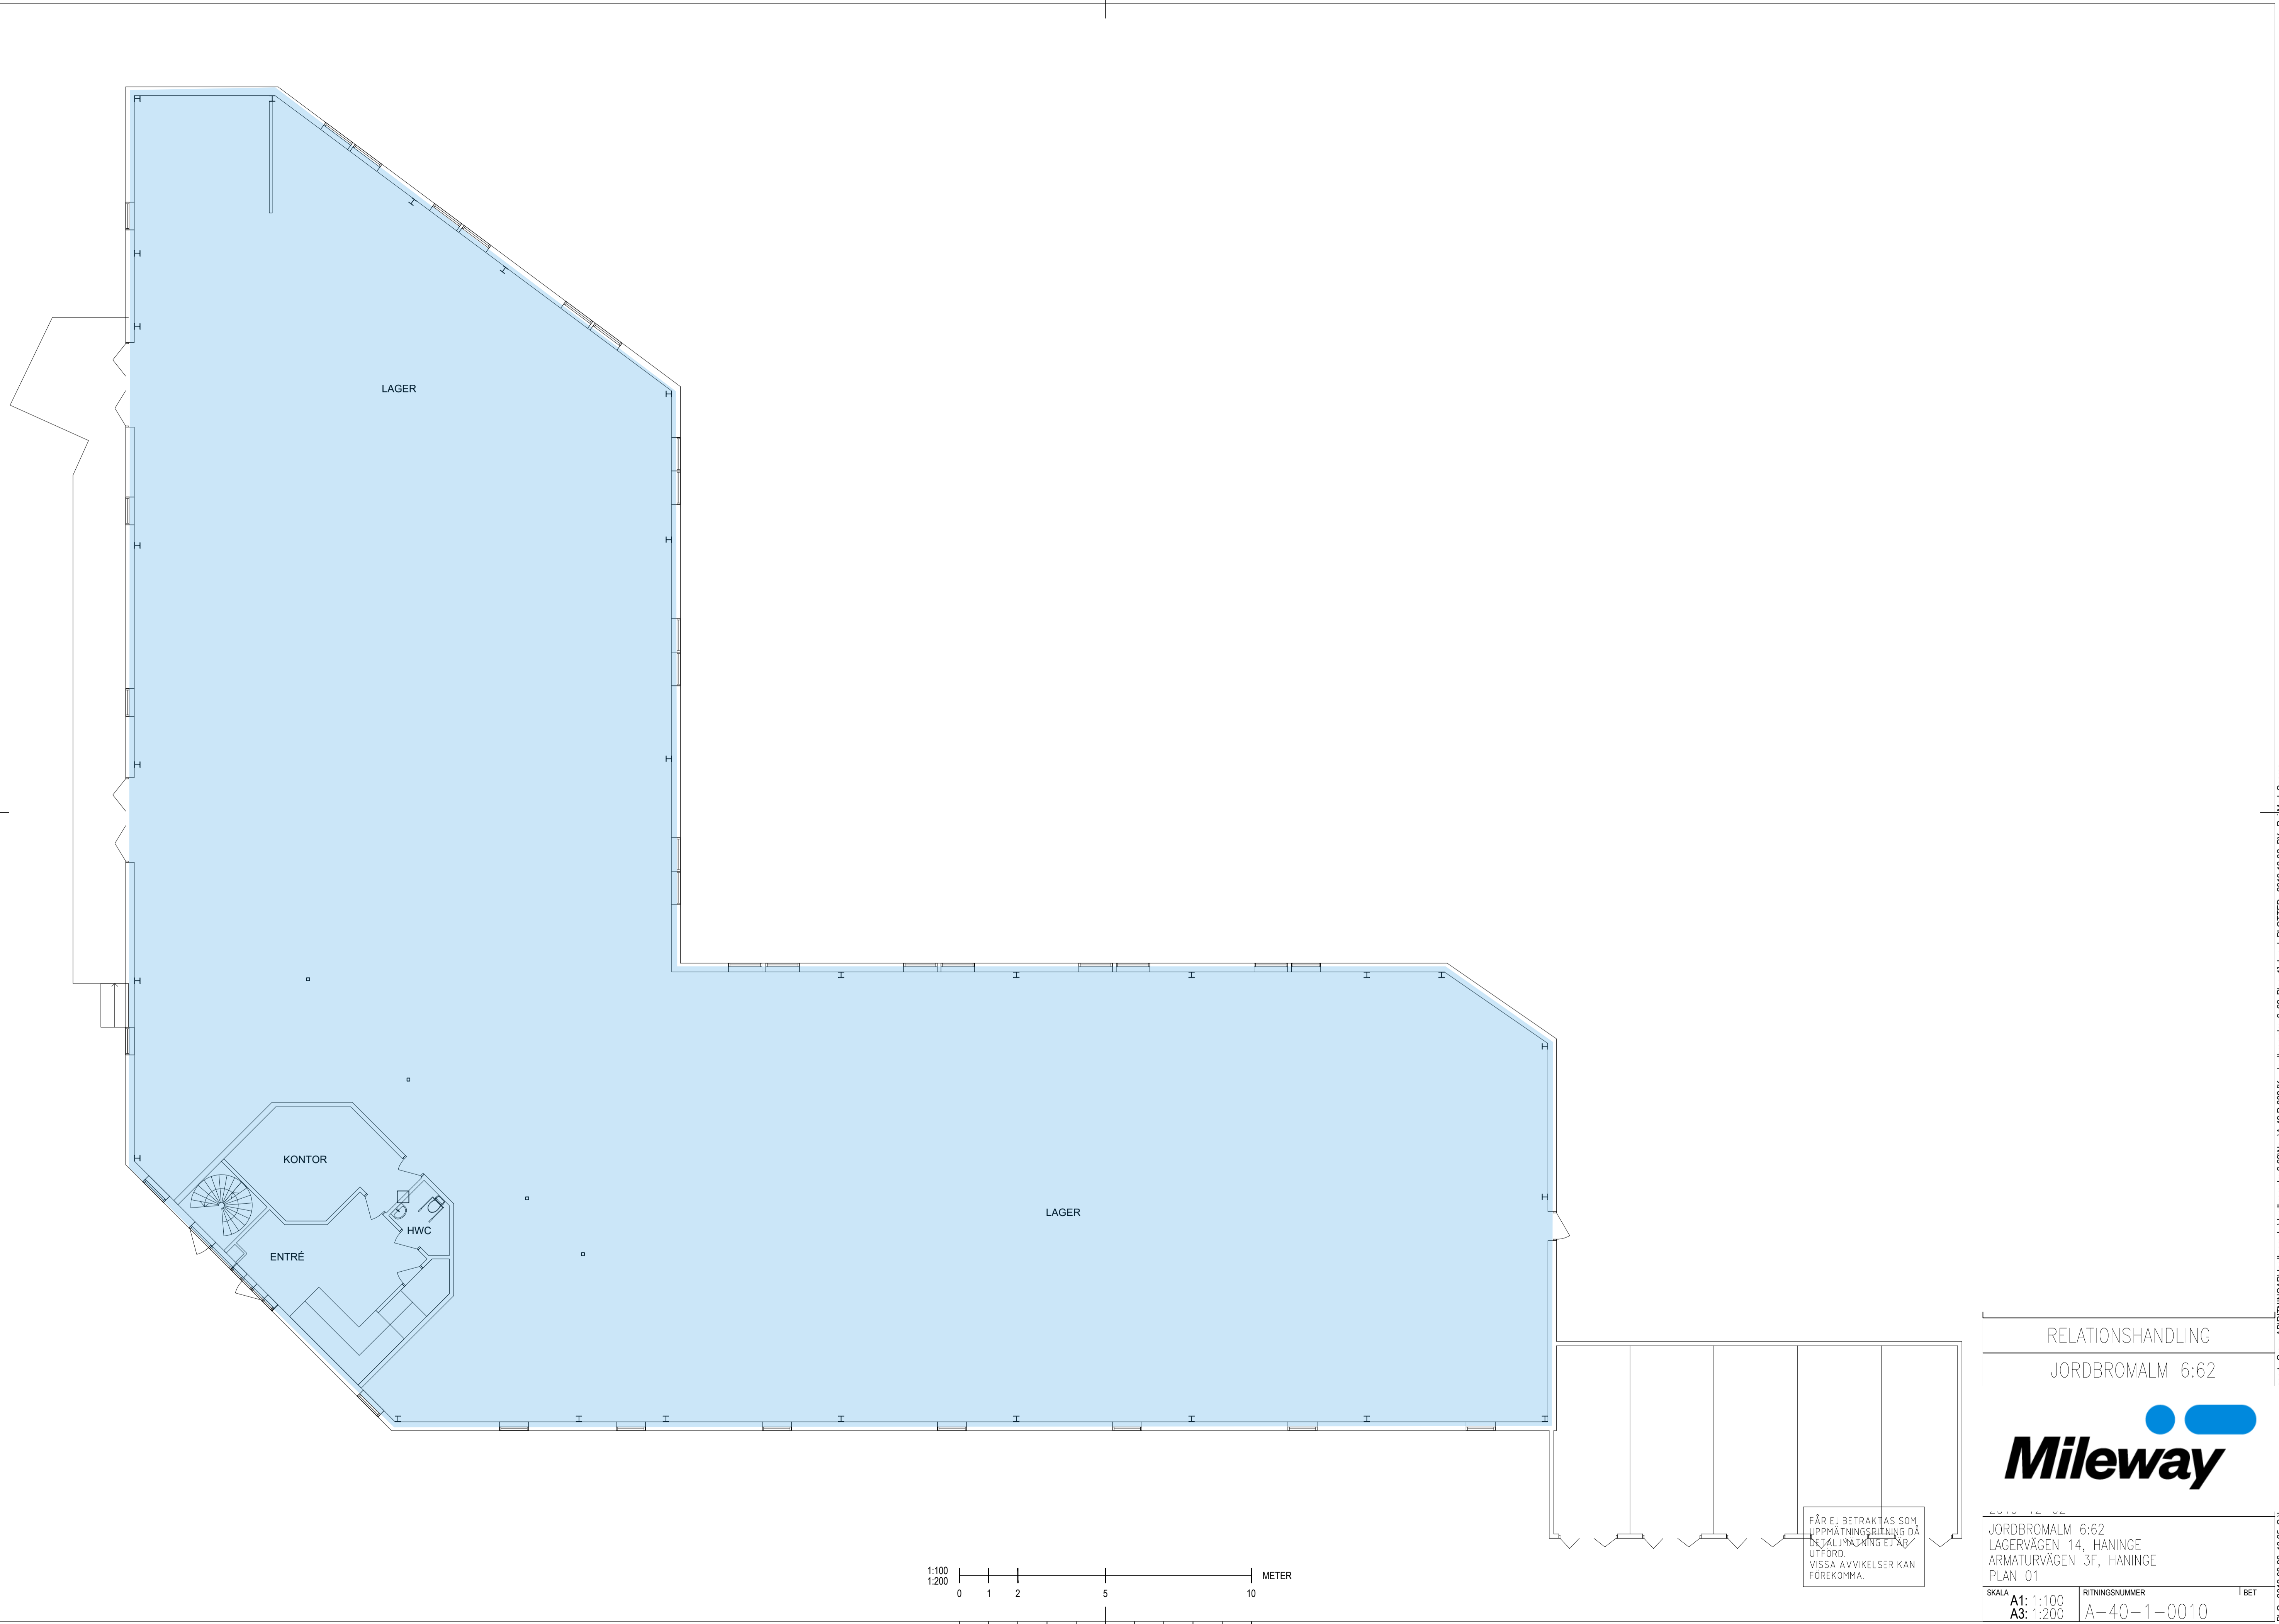 LAGER
KONTOR
HWC
ENTRÉ
LAGER
RELATIONSHANDLING
JORDBROMALM 6:62
Mileway
JORDBROMALM 6:62
LAGERVÄGEN 14, HANINGE
ARMATURVÄGEN 3F, HANINGE
PLAN 01
SKALA
A1: 1:100
A3: 1:200
RITNINGSNUMMER
BET
A-40-1-0010
FÅR EJ BETRAKTAS SOM
UPPMÄTNINGSRITNING DÅ
DETALJMÄTNING EJ ÄR
UTFÖRD.
VISSA AVVIKELSER KAN
FÖREKOMMA.
1:100
1:200
METER
0 1 2 5 10